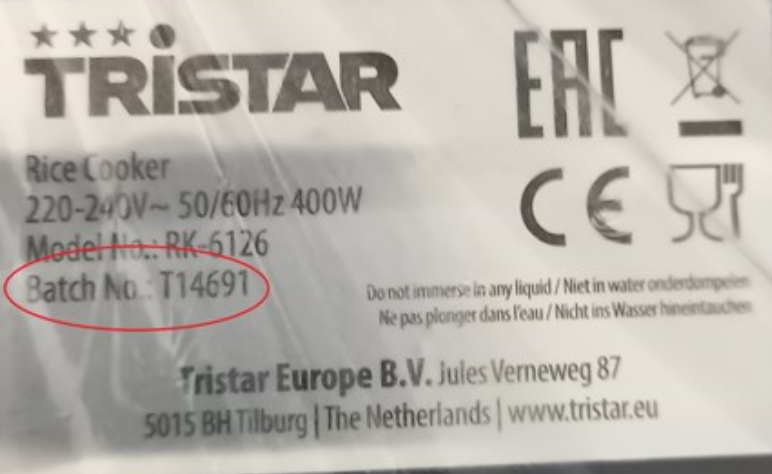 TRISTAR
EAC
Rice Cooker
220-240V~ 50/60Hz 400W
Model No.: RK-6126
CE
Batch No.: T14691
Do not immerse in any liquid / Niet in water onderdompelen
Ne pas plonger dans l'eau / Nicht ins Wasser hineintauchen
Tristar Europe B.V. Jules Verneweg 87
5015 BH Tilburg | The Netherlands | www.tristar.eu